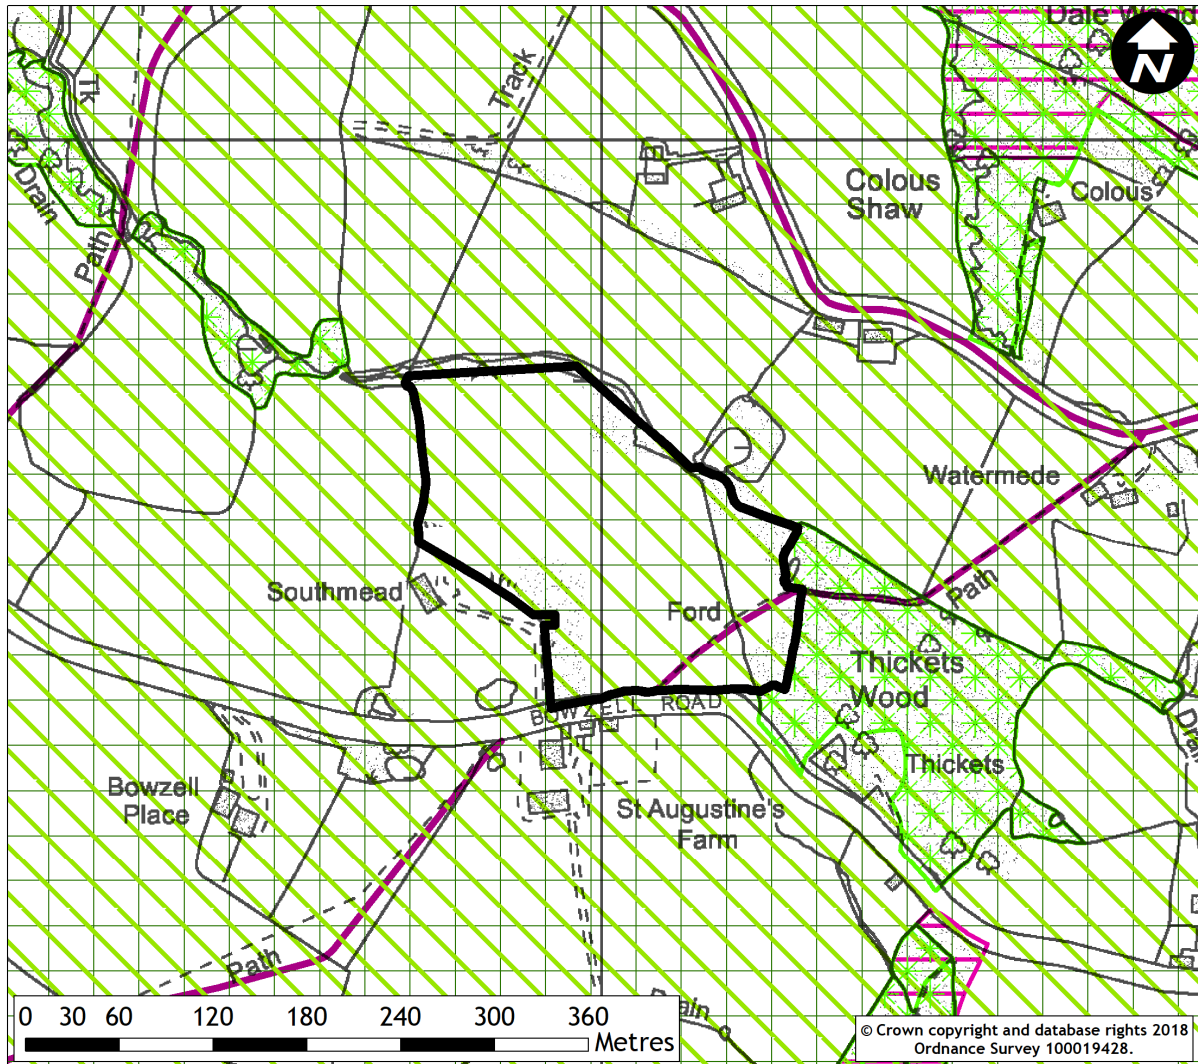 Dale Wood
N
Tk
Track
Drain
Path
Colous
Shaw
Colous
Watermede
Southmead
Ford
Path
Thickets
Wood
BOWZELL ROAD
Drain
Thickets
Bowzell
Place
St Augustine's
Farm
Path
Drain
0 30 60 120 180 240 300 360
Metres
© Crown copyright and database rights 2018
Ordnance Survey 100019428.